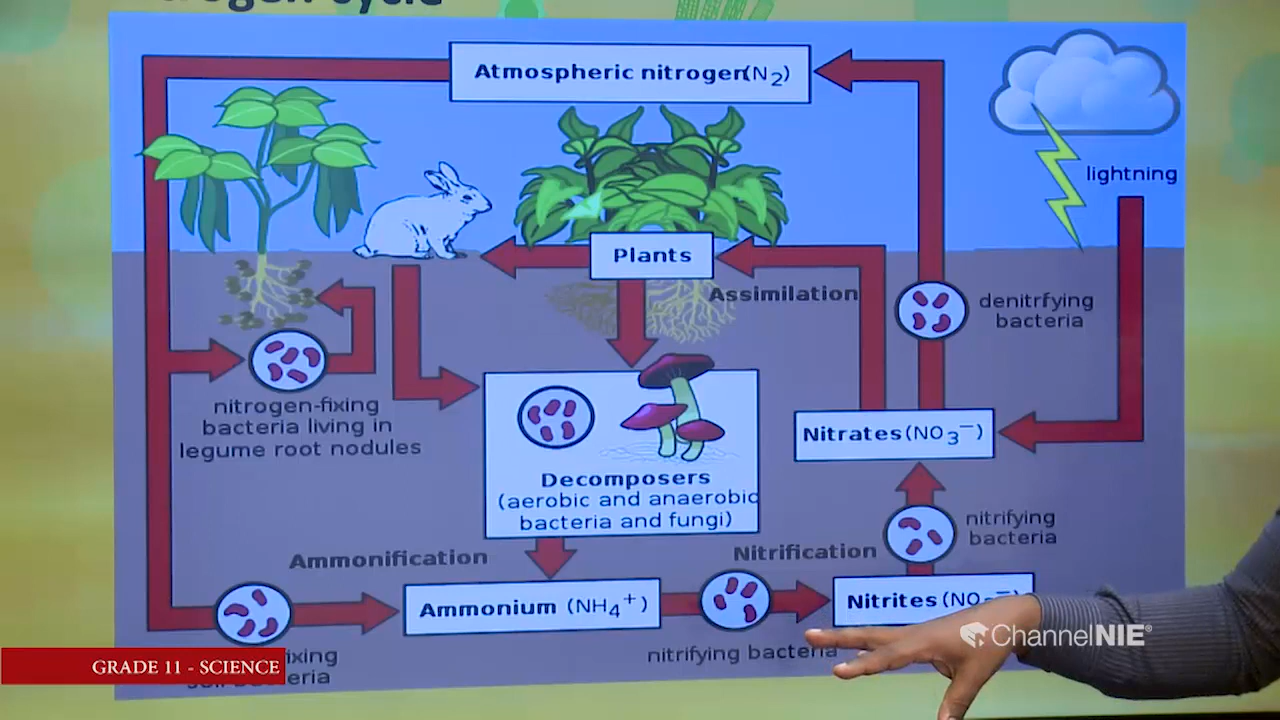 cycle
Atmospheric nitrogen(N2)
lightning
Plants
Assimilation
denitrfying
bacteria
nitrogen-fixing
bacteria living in
legume root nodules
Nitrates (NO3−)
Decomposers
(aerobic and anaerobic
bacteria and fungi)
nitrifying
bacteria
Ammonification
Nitrification
Ammonium (NH4+)
Nitrites (NO
nitrifying bacteria
ChannelNIE®
GRADE 11 - SCIENCE